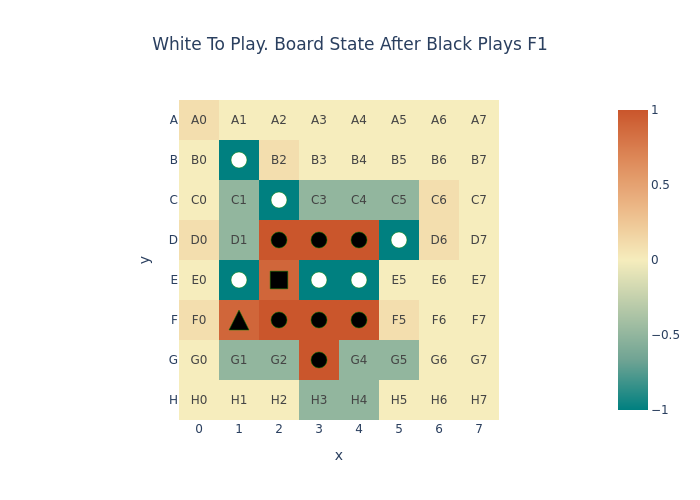 White To Play. Board State After Black Plays F1
A A0 A1 A2 A3 A4 A5 A6 A7
B B0 B2 B3 B4 B5 B6 B7
C C0 C1 C3 C4 C5 C6 C7
D D0 D1 D6 D7
E E0 E5 E6 E7
F F0 F5 F6 F7
G G0 G1 G2 G4 G5 G6 G7
H H0 H1 H2 H3 H4 H5 H6 H7
0 1 2 3 4 5 6 7
x
y
1
0.5
0
−0.5
−1